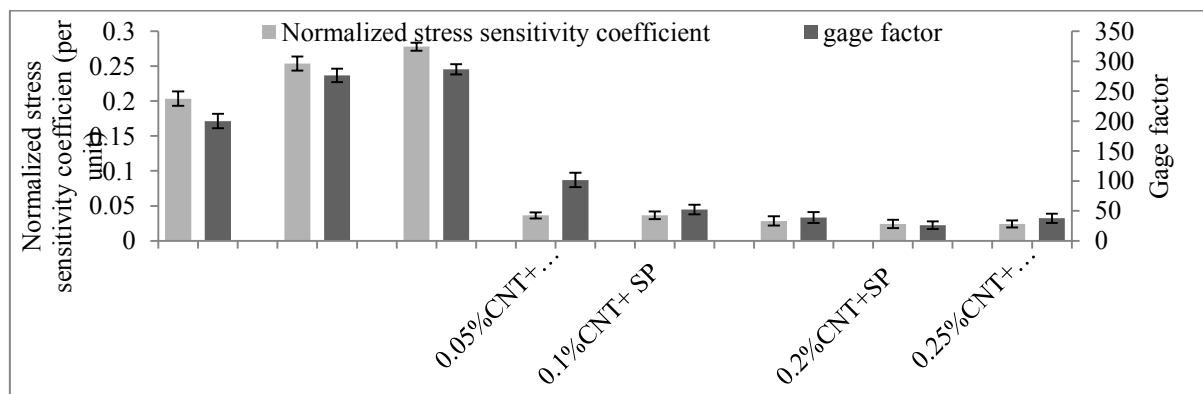 Normalized stress sensitivity coefficient
gage factor
Normalized stress
sensitivity coefficien (per
unit)
0.3
0.25
0.2
0.15
0.1
0.05
0
350
300
250
200
150
100
50
0
Gage factor
0.05%CNT+…
0.1%CNT+ SP
0.2%CNT+SP
0.25%CNT+…